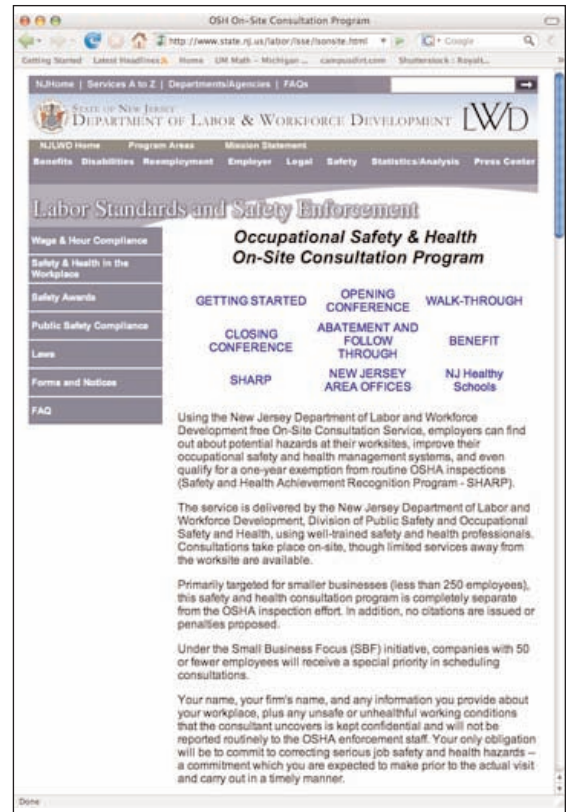 OSH On-Site Consultation Program
http://www.state.nj.us/labor/lsse/lsonsite.html
Google
Getting Started Latest Headlines Home UM Math - Michigan ... campusdirt.com Shutterstock : Royalt...
NJHome | Services A to Z | Departments/Agencies | FAQs
STATE OF NEW JERSEY
DEPARTMENT OF LABOR & WORKFORCE DEVELOPMENT LWD
NJLWD Home Program Areas Mission Statement
Benefits Disabilities Reemployment Employer Legal Safety Statistics/Analysis Press Center
Labor Standards and Safety Enforcement
Wage & Hour Compliance
Safety & Health in the
Workplace
Safety Awards
Public Safety Compliance
Laws
Forms and Notices
FAQ
Occupational Safety & Health
On-Site Consultation Program
GETTING STARTED
OPENING
CONFERENCE
WALK-THROUGH
CLOSING
CONFERENCE
ABATEMENT AND
FOLLOW
THROUGH
BENEFIT
SHARP
NEW JERSEY
AREA OFFICES
NJ Healthy
Schools
Using the New Jersey Department of Labor and Workforce
Development free On-Site Consultation Service, employers can find
out about potential hazards at their worksites, improve their
occupational safety and health management systems, and even
qualify for a one-year exemption from routine OSHA inspections
(Safety and Health Achievement Recognition Program - SHARP).
The service is delivered by the New Jersey Department of Labor and
Workforce Development, Division of Public Safety and Occupational
Safety and Health, using well-trained safety and health professionals.
Consultations take place on-site, though limited services away from
the worksite are available.
Primarily targeted for smaller businesses (less than 250 employees),
this safety and health consultation program is completely separate
from the OSHA inspection effort. In addition, no citations are issued or
penalties proposed.
Under the Small Business Focus (SBF) initiative, companies with 50
or fewer employees will receive a special priority in scheduling
consultations.
Your name, your firm's name, and any information you provide about
your workplace, plus any unsafe or unhealthful working conditions
that the consultant uncovers is kept confidential and will not be
reported routinely to the OSHA enforcement staff. Your only obligation
will be to commit to correcting serious job safety and health hazards --
a commitment which you are expected to make prior to the actual visit
and carry out in a timely manner.
Done